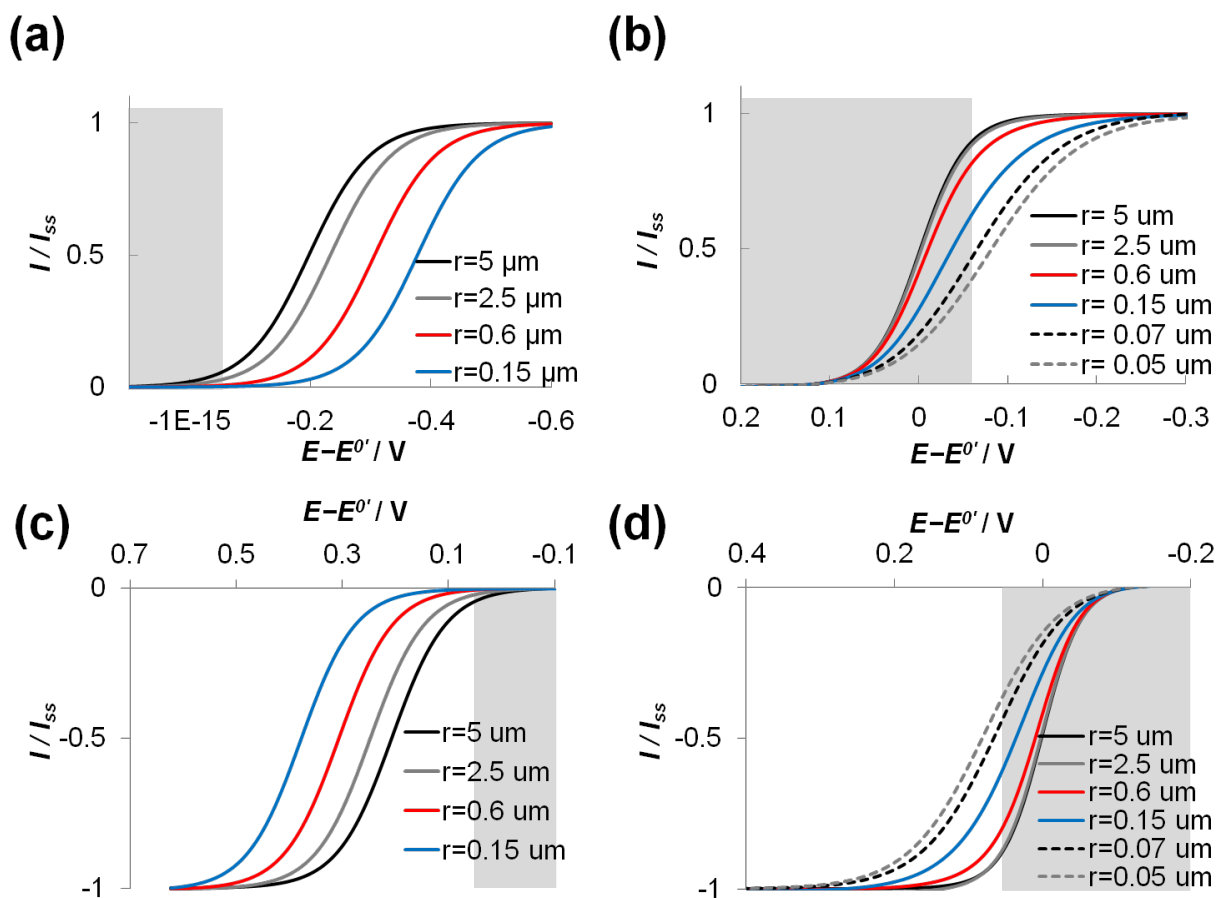 (a)
1
0.5
0
I / Iss
-1E-15
-0.2
-0.4
-0.6
E−E0' / V
r=5 µm
r=2.5 µm
r=0.6 µm
r=0.15 µm
(b)
1
0.5
0
I / Iss
0.2
0.1
0
-0.1
-0.2
-0.3
E−E0' / V
r= 5 um
r= 2.5 um
r= 0.6 um
r= 0.15 um
r= 0.07 um
r= 0.05 um
(c)
E−E0' / V
0.7
0.5
0.3
0.1
-0.1
0
-0.5
-1
I / Iss
r=5 um
r=2.5 um
r=0.6 um
r=0.15 um
(d)
E−E0' / V
0.4
0.2
0
-0.2
0
-0.5
-1
I / Iss
r=5 um
r=2.5 um
r=0.6 um
r=0.15 um
r=0.07 um
r=0.05 um